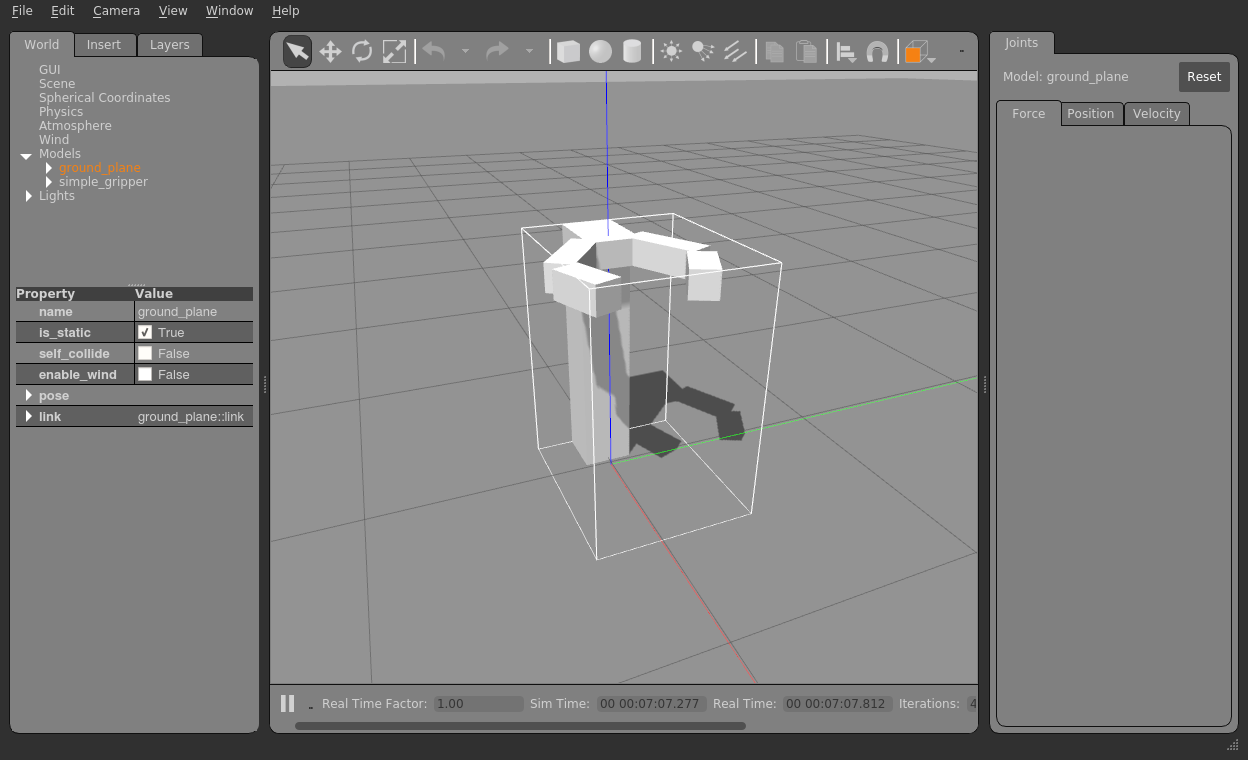 File Edit Camera View Window Help
World Insert Layers
GUI
Scene
Spherical Coordinates
Physics
Atmosphere
Wind
Models
ground_plane
simple_gripper
Lights
Property Value
name ground_plane
is_static True
self_collide False
enable_wind False
pose
link ground_plane::link
Real Time Factor: 1.00 Sim Time: 00 00:07:07.277 Real Time: 00 00:07:07.812 Iterations: 4
Joints
Model: ground_plane Reset
Force Position Velocity